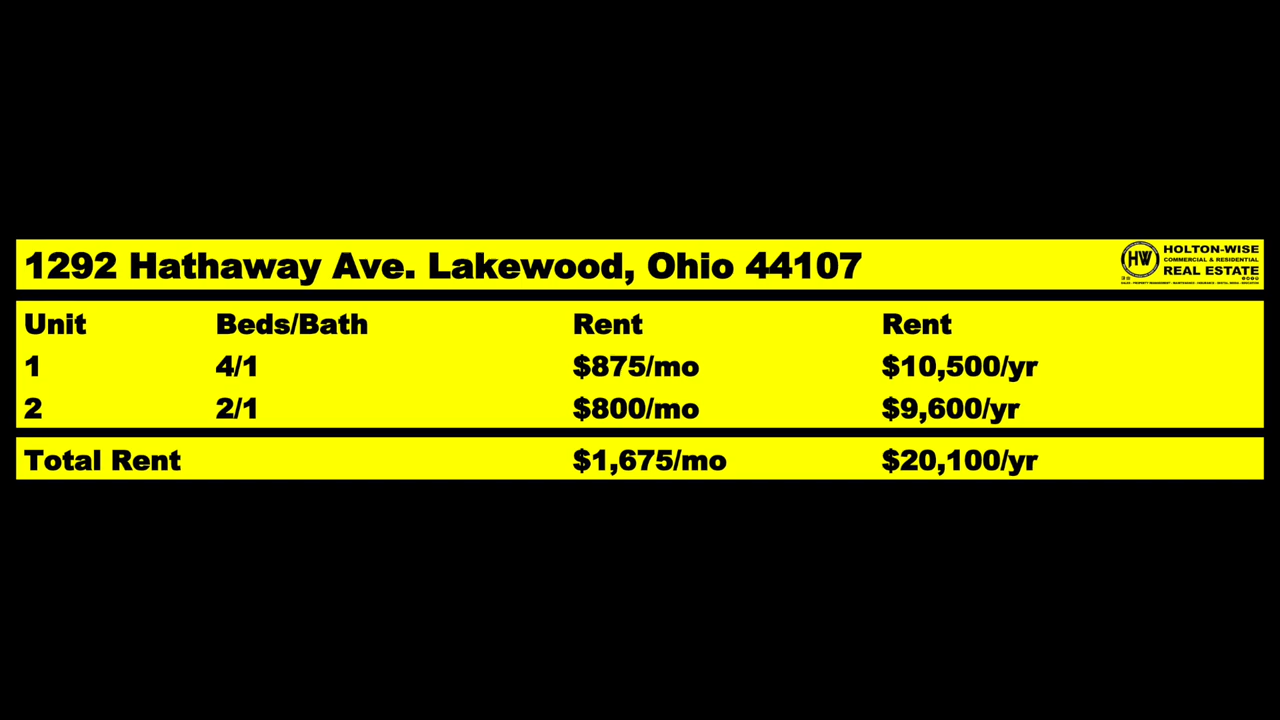 1292 Hathaway Ave. Lakewood, Ohio 44107
HW
HOLTON-WISE
COMMERCIAL & RESIDENTIAL
REAL ESTATE
Unit Beds/Bath Rent Rent
1 4/1 $875/mo $10,500/yr
2 2/1 $800/mo $9,600/yr
Total Rent $1,675/mo $20,100/yr